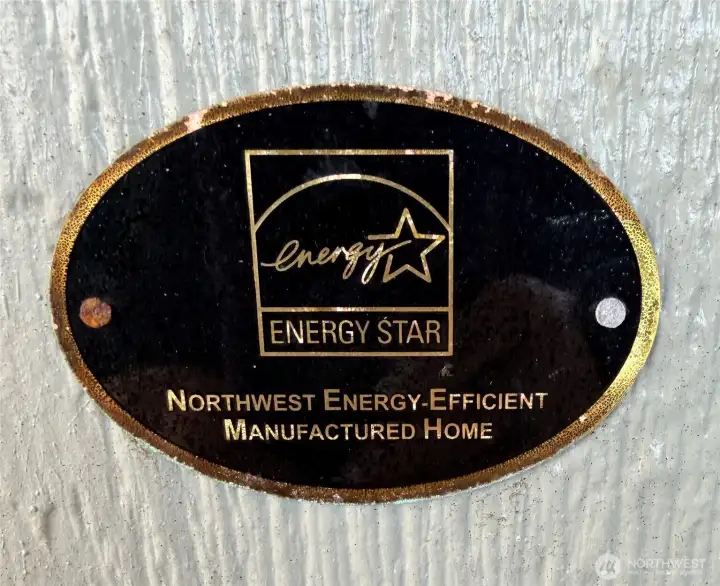 energy
ENERGY STAR
NORTHWEST ENERGY-EFFICIENT
MANUFACTURED HOME
NORTHWEST